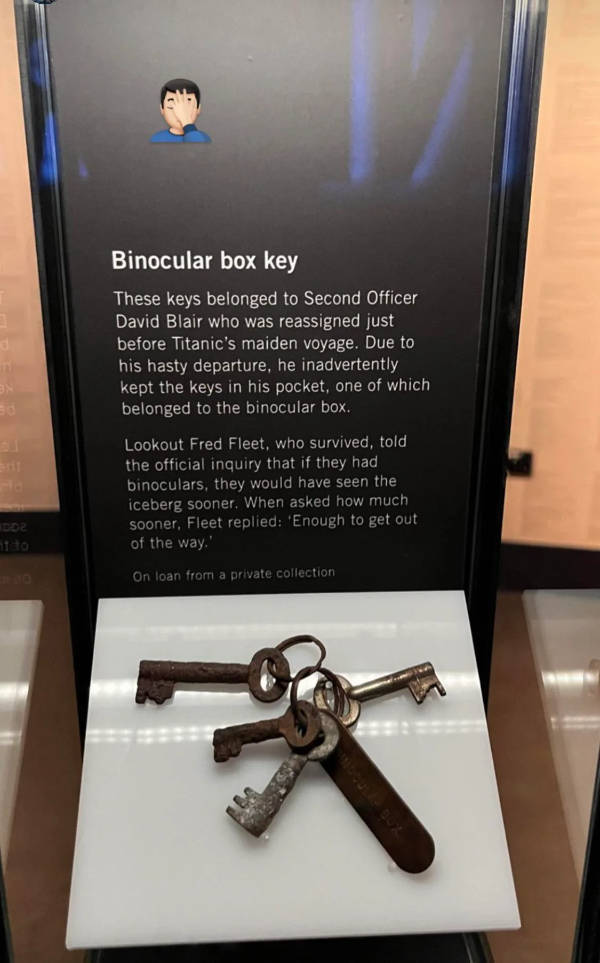 Binocular box key
These keys belonged to Second Officer
David Blair who was reassigned just
before Titanic's maiden voyage. Due to
his hasty departure, he inadvertently
kept the keys in his pocket, one of which
belonged to the binocular box.
Lookout Fred Fleet, who survived, told
the official inquiry that if they had
binoculars, they would have seen the
iceberg sooner. When asked how much
sooner, Fleet replied: ‘Enough to get out
of the way.’
On loan from a private collection
BOX